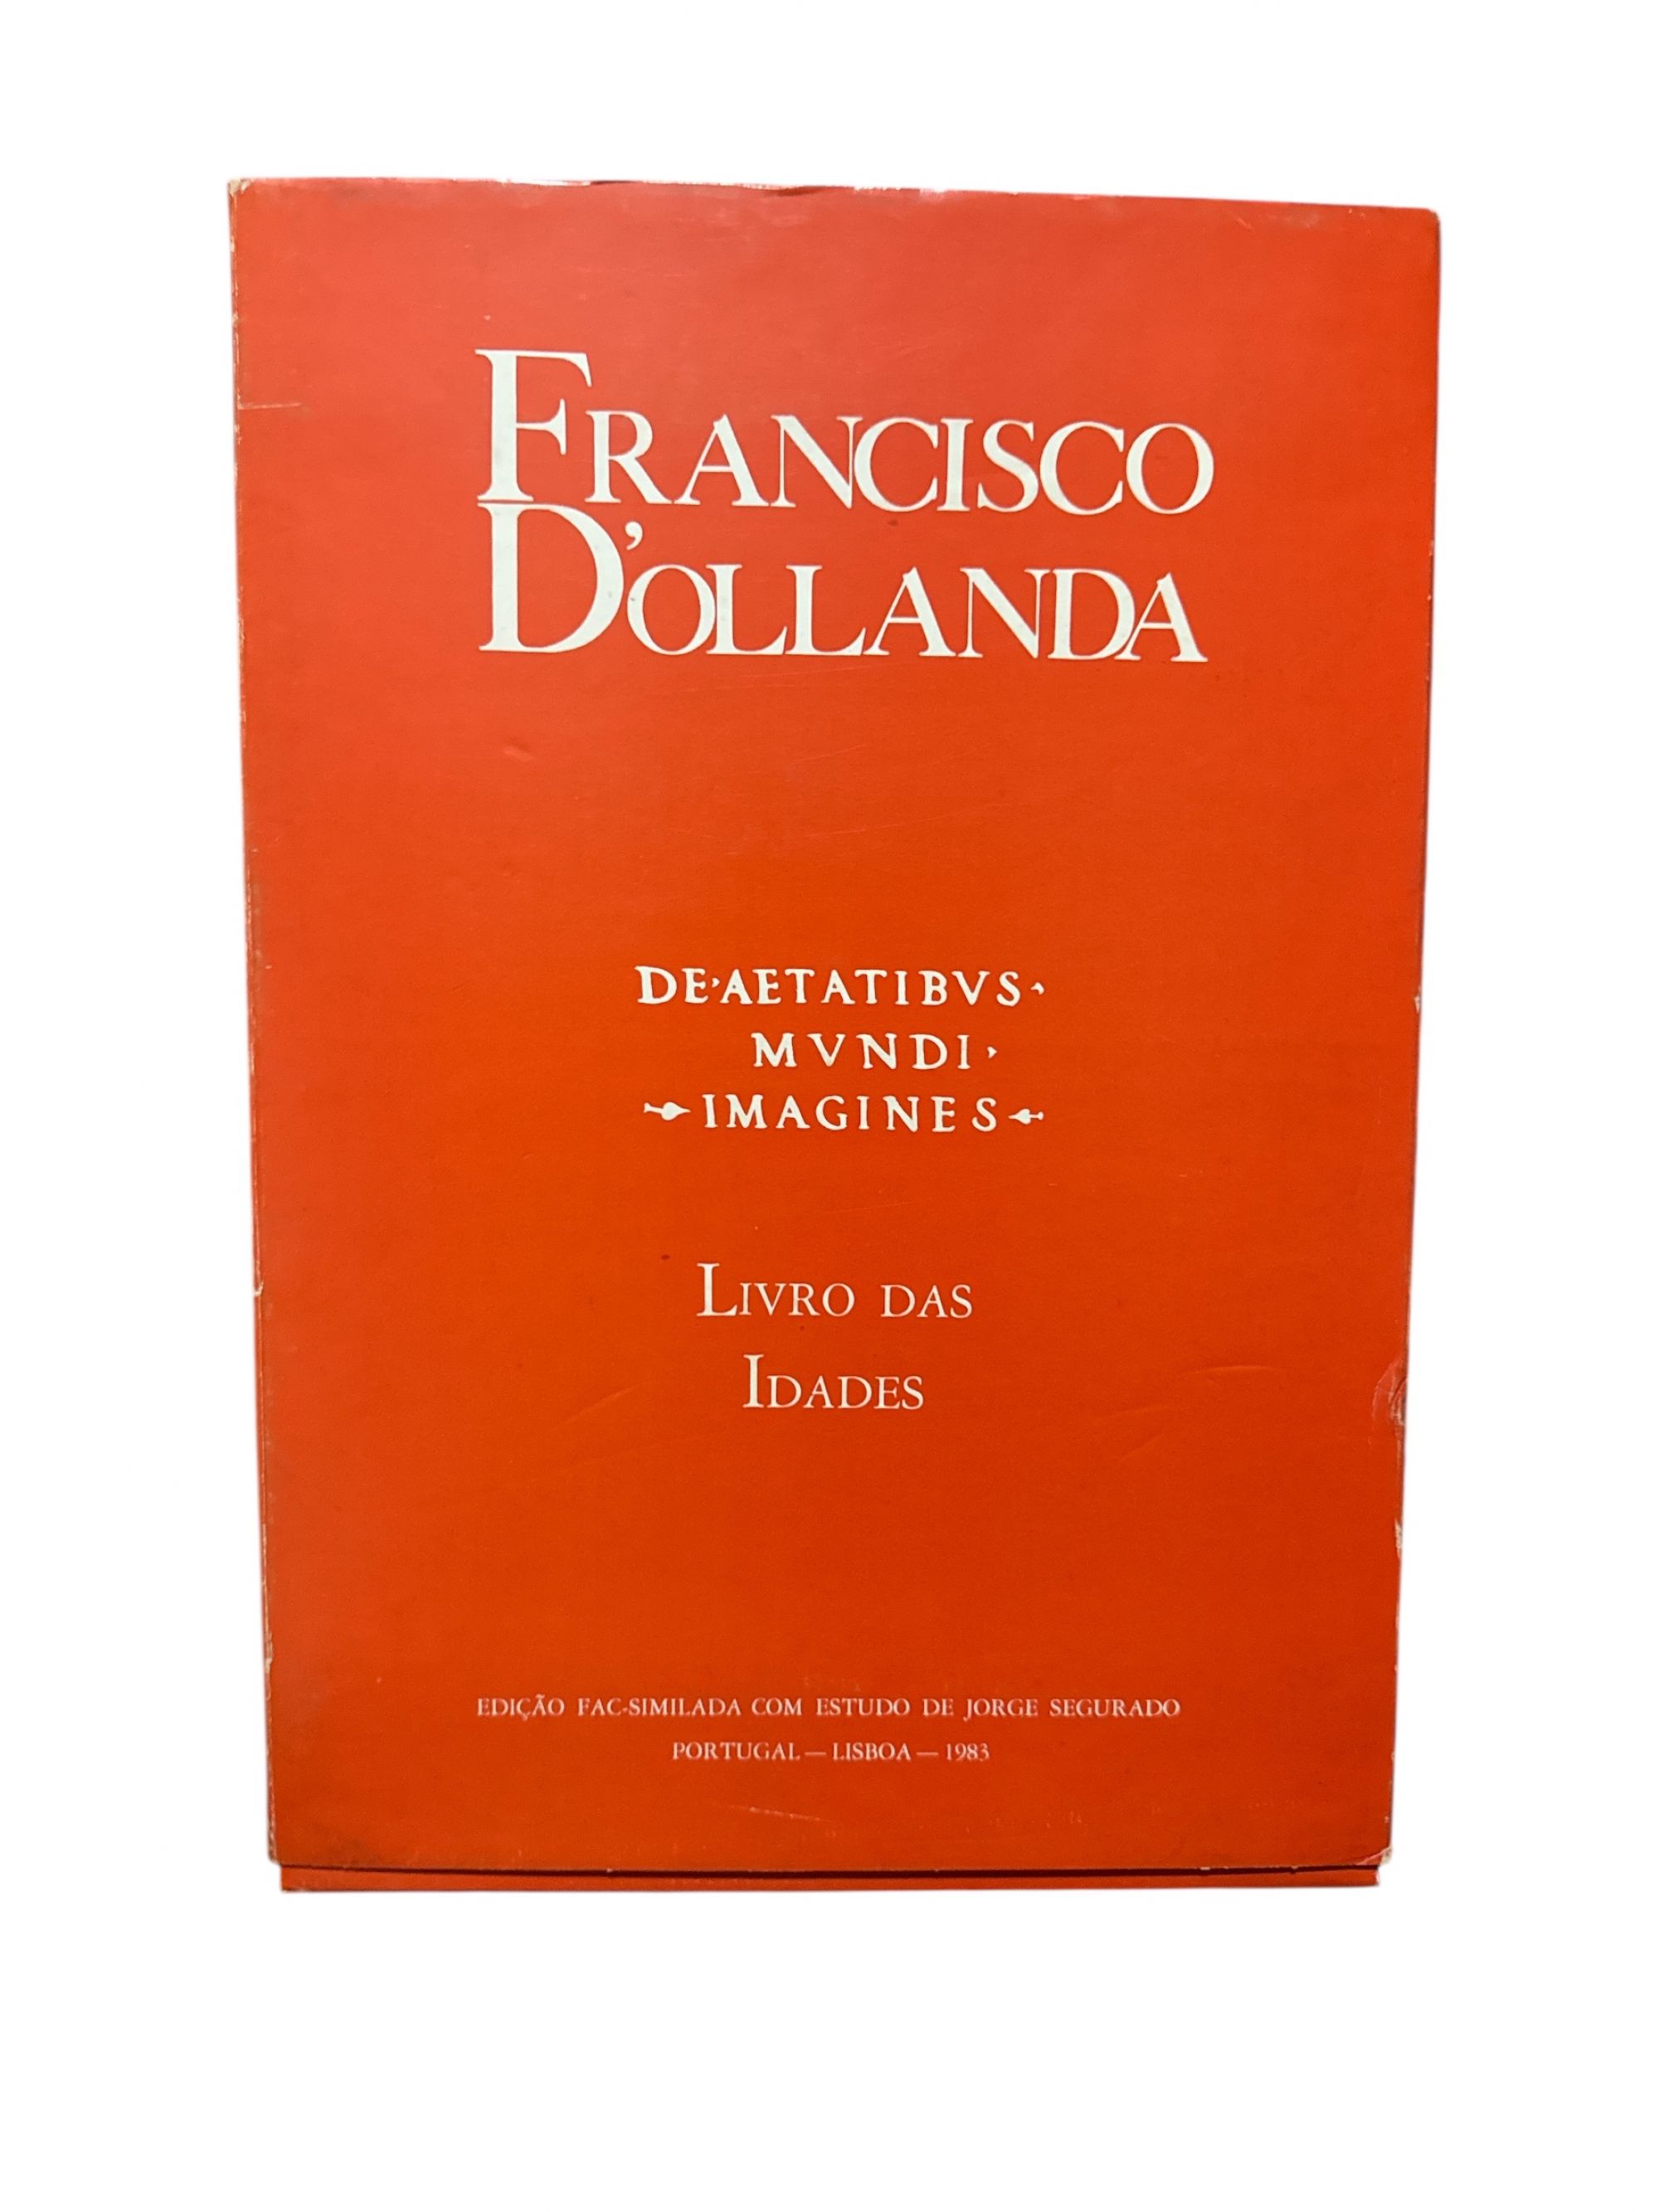 FRANCISCO
D'OLLANDA
DE·AETATIBVS·
MVNDI·
IMAGINES
LIVRO DAS
IDADES
EDIÇÃO FAC-SIMILADA COM ESTUDO DE JORGE SEGURADO
PORTUGAL — LISBOA — 1983